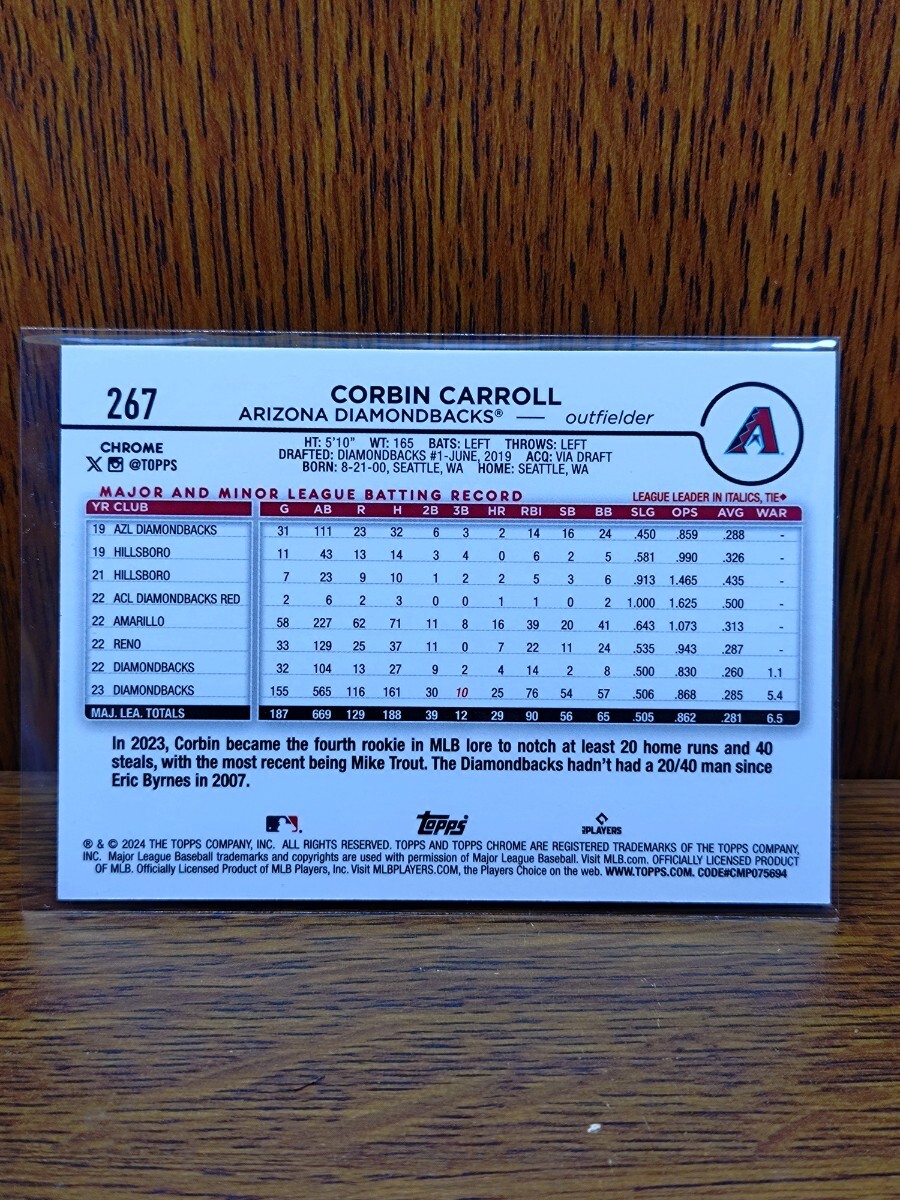 267
CORBIN CARROLL
ARIZONA DIAMONDBACKS® — outfielder
A
CHROME
X @TOPPS
HT: 5'10" WT: 165 BATS: LEFT THROWS: LEFT
DRAFTED: DIAMONDBACKS #1-JUNE, 2019 ACQ: VIA DRAFT
BORN: 8-21-00, SEATTLE, WA HOME: SEATTLE, WA
MAJOR AND MINOR LEAGUE BATTING RECORD LEAGUE LEADER IN ITALICS, TIE◆
YR CLUB G AB R H 2B 3B HR RBI SB BB SLG OPS AVG WAR
19 AZL DIAMONDBACKS 31 111 23 32 6 3 2 14 16 24 .450 .859 .288 -
19 HILLSBORO 11 43 13 14 3 4 0 6 2 5 .581 .990 .326 -
21 HILLSBORO 7 23 9 10 1 2 2 5 3 6 .913 1.465 .435 -
22 ACL DIAMONDBACKS RED 2 6 2 3 0 0 1 1 0 2 1.000 1.625 .500 -
22 AMARILLO 58 227 62 71 11 8 16 39 20 41 .643 1.073 .313 -
22 RENO 33 129 25 37 11 0 7 22 11 24 .535 .943 .287 -
22 DIAMONDBACKS 32 104 13 27 9 2 4 14 2 8 .500 .830 .260 1.1
23 DIAMONDBACKS 155 565 116 161 30 10 25 76 54 57 .506 .868 .285 5.4
MAJ. LEA. TOTALS 187 669 129 188 39 12 29 90 56 65 .505 .862 .281 6.5
In 2023, Corbin became the fourth rookie in MLB lore to notch at least 20 home runs and 40
steals, with the most recent being Mike Trout. The Diamondbacks hadn't had a 20/40 man since
Eric Byrnes in 2007.
Topps
PLAYERS
® & © 2024 THE TOPPS COMPANY, INC. ALL RIGHTS RESERVED. TOPPS AND TOPPS CHROME ARE REGISTERED TRADEMARKS OF THE TOPPS COMPANY,
INC. Major League Baseball trademarks and copyrights are used with permission of Major League Baseball. Visit MLB.com. OFFICIALLY LICENSED PRODUCT
OF MLB. Officially Licensed Product of MLB Players, Inc. Visit MLBPLAYERS.COM, the Players Choice on the web. WWW.TOPPS.COM. CODE#CMP075694